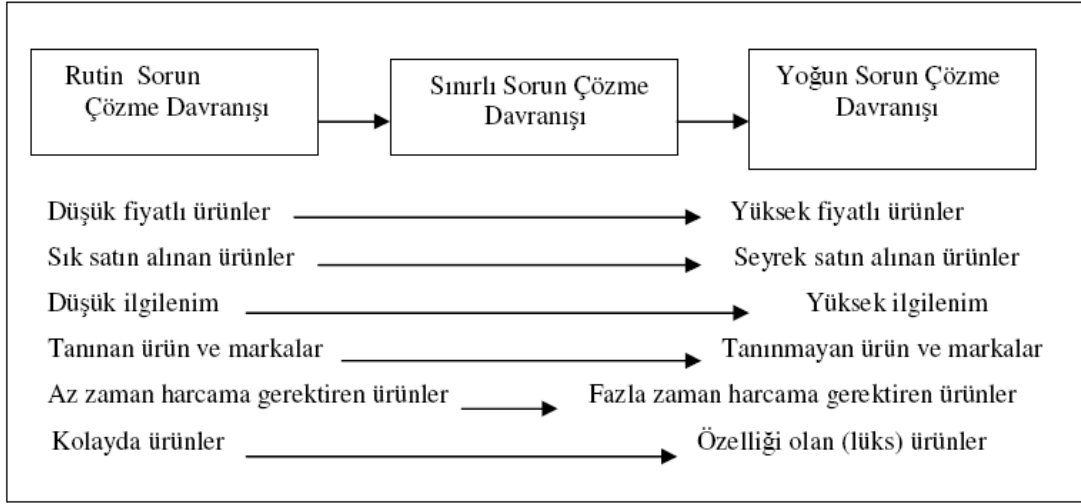 Rutin Sorun
Çözme Davranışı
Sınırlı Sorun Çözme
Davranışı
Yoğun Sorun Çözme
Davranışı
Düşük fiyatlı ürünler Yüksek fiyatlı ürünler
Sık satın alınan ürünler Seyrek satın alınan ürünler
Düşük ilgilenim Yüksek ilgilenim
Tanınan ürün ve markalar Tanınmayan ürün ve markalar
Az zaman harcama gerektiren ürünler Fazla zaman harcama gerektiren ürünler
Kolayda ürünler Özelliği olan (lüks) ürünler